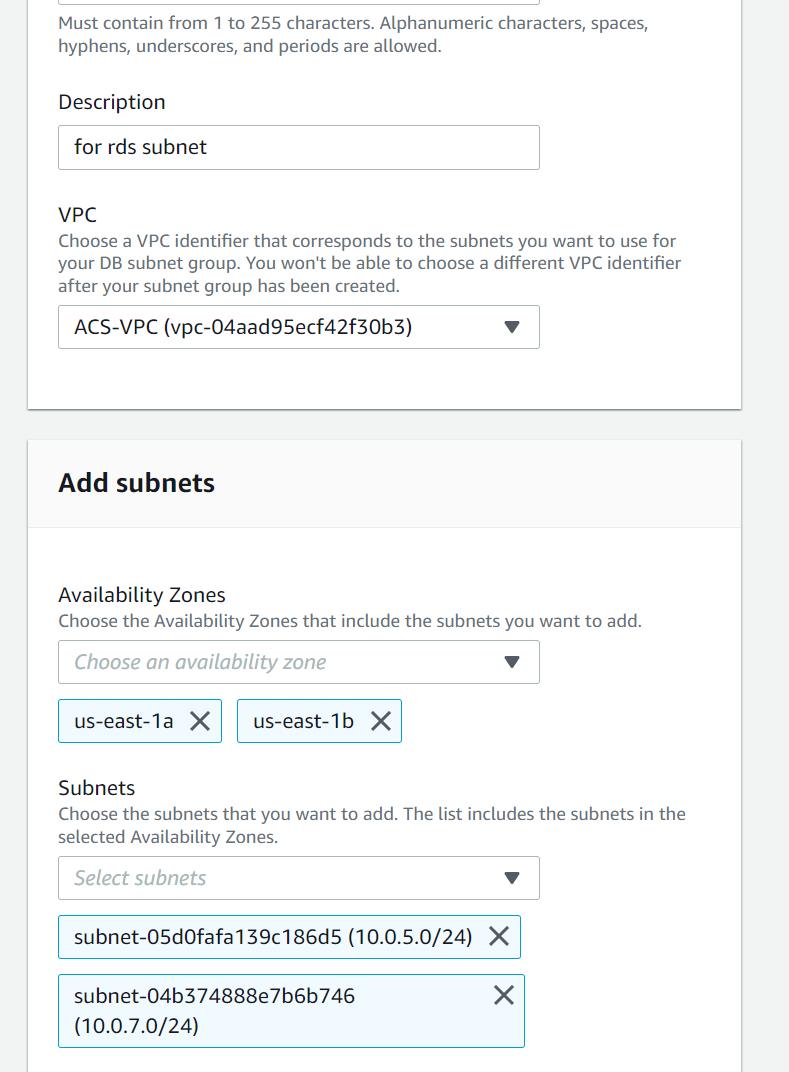 Must contain from 1 to 255 characters. Alphanumeric characters, spaces,
hyphens, underscores, and periods are allowed.
Description
for rds subnet
VPC
Choose a VPC identifier that corresponds to the subnets you want to use for
your DB subnet group. You won't be able to choose a different VPC identifier
after your subnet group has been created.
ACS-VPC (vpc-04aad95ecf42f30b3)
Add subnets
Availability Zones
Choose the Availability Zones that include the subnets you want to add.
Choose an availability zone
us-east-1a us-east-1b
Subnets
Choose the subnets that you want to add. The list includes the subnets in the
selected Availability Zones.
Select subnets
subnet-05d0fafa139c186d5 (10.0.5.0/24)
subnet-04b374888e7b6b746
(10.0.7.0/24)